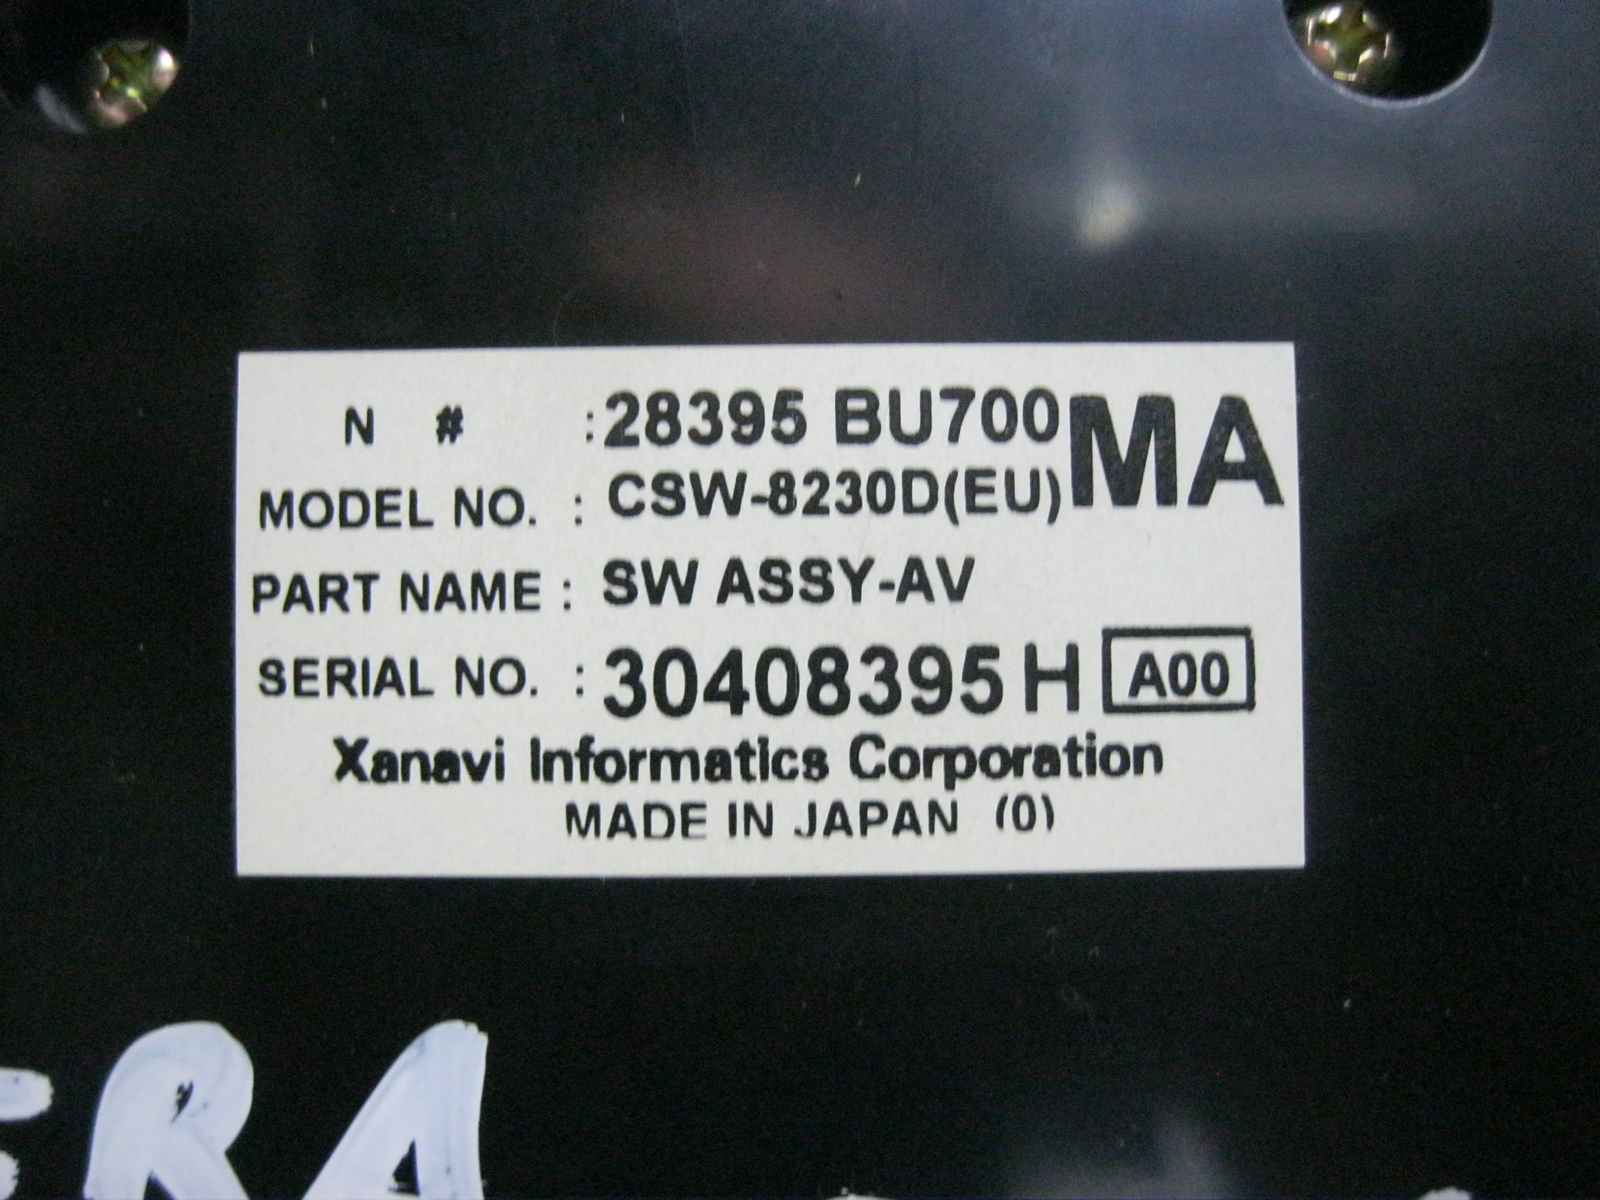 N # :28395 BU700 MA
MODEL NO. : CSW-8230D(EU)
PART NAME : SW ASSY-AV
SERIAL NO. :30408395 H A00
Xanavi Informatics Corporation
MADE IN JAPAN (0)